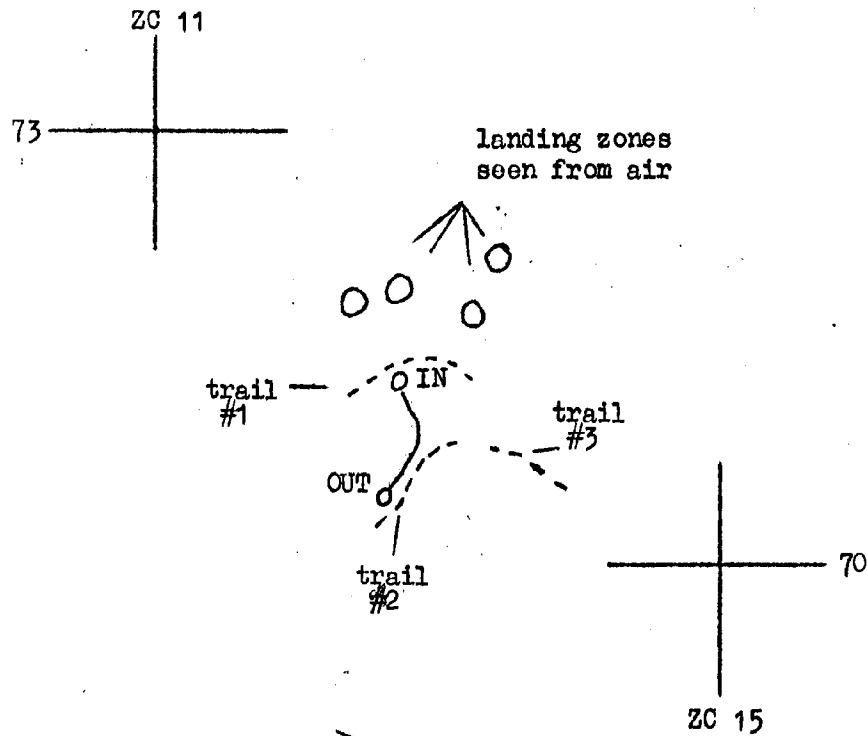 ZC 11
73
landing zones
seen from air
trail
#1
IN
trail
#3
OUT
trail
#2
70
ZC 15